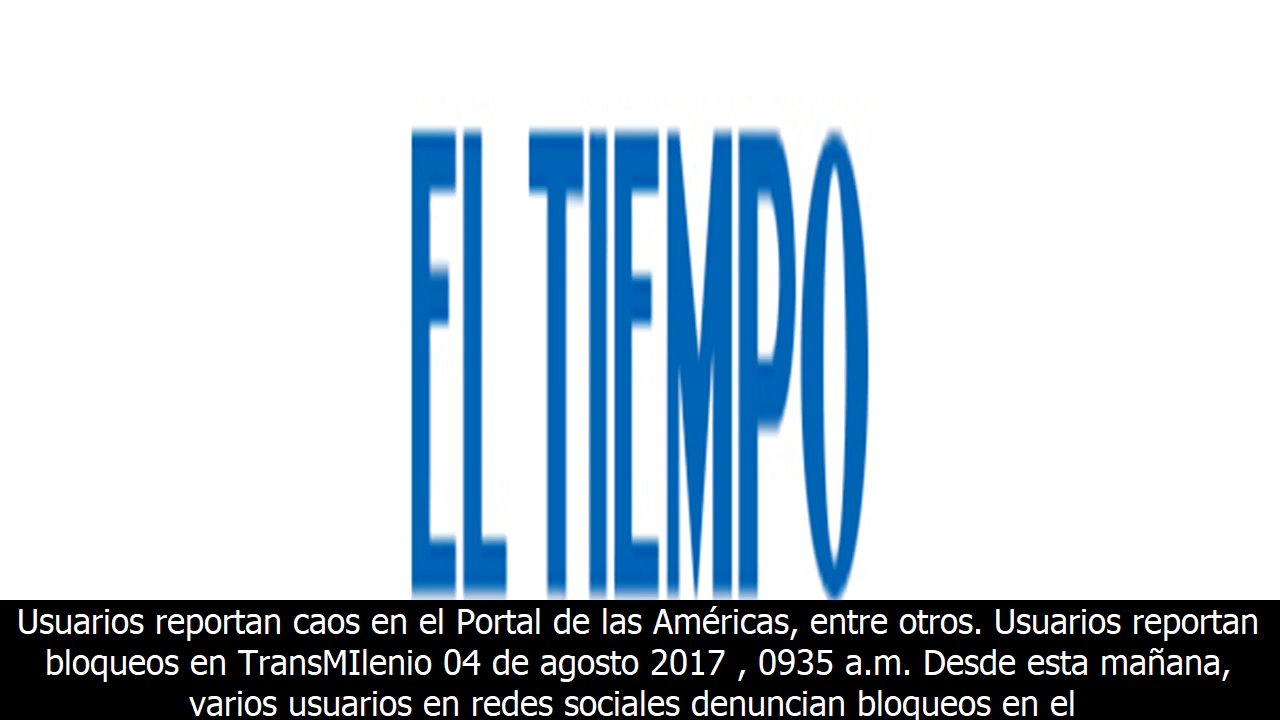 EL TIEMPO
Usuarios reportan caos en el Portal de las Américas, entre otros. Usuarios reportan
bloqueos en TransMIlenio 04 de agosto 2017 , 0935 a.m. Desde esta mañana,
varios usuarios en redes sociales denuncian bloqueos en el